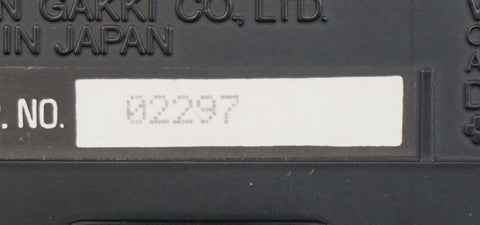 GAKKI CO., LTD.
IN JAPAN
. NO. 02297